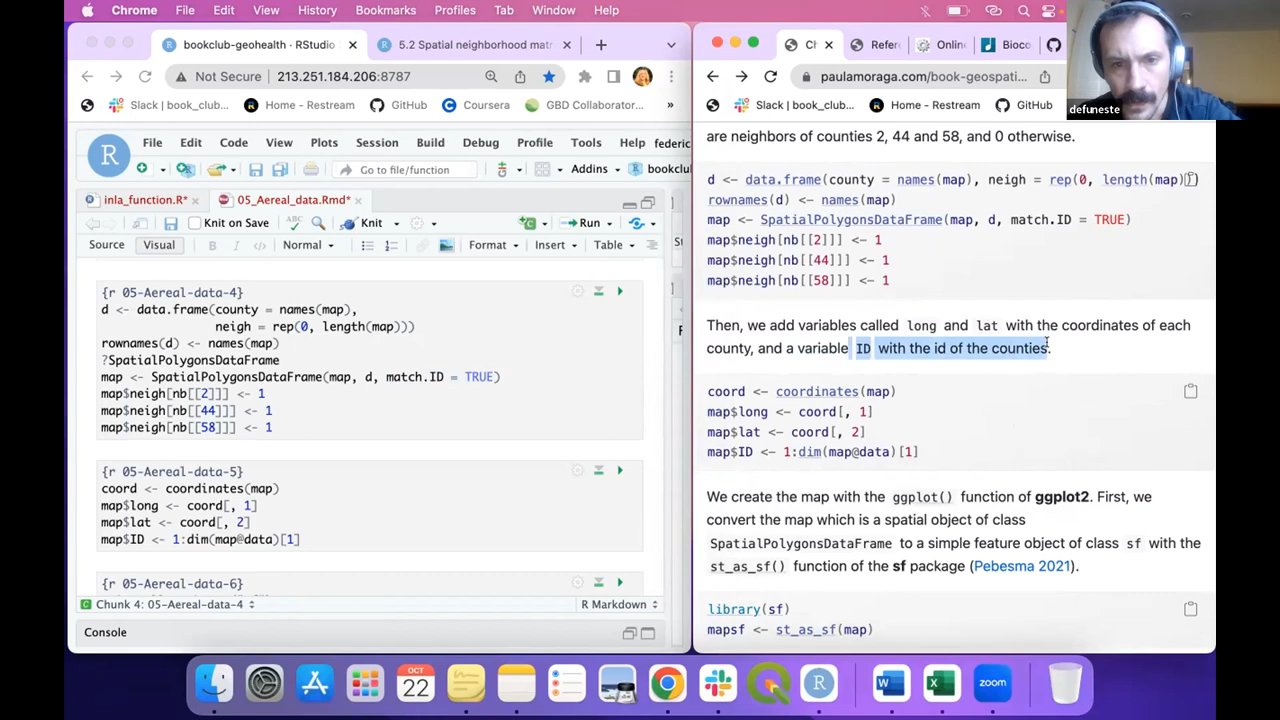 Chrome File Edit View History Bookmarks Profiles Tab Window Help
bookclub-geohealth · RStudio
5.2 Spatial neighborhood mat
Not Secure 213.251.184.206:8787
Slack | book_club... Home - Restream GitHub Coursera GBD Collaborator... »
File Edit Code View Plots Session Build Debug Profile Tools Help federic
Go to file/function Addins bookclu
inla_function.R* 05_Aereal_data.Rmd*
Knit on Save ABC Knit Run
Source Visual B I Normal Format Insert Table
{r 05-Aereal-data-4}
d <- data.frame(county = names(map),
neigh = rep(0, length(map)))
rownames(d) <- names(map)
?SpatialPolygonsDataFrame
map <- SpatialPolygonsDataFrame(map, d, match.ID = TRUE)
map$neigh[nb[[2]]] <- 1
map$neigh[nb[[44]]] <- 1
map$neigh[nb[[58]]] <- 1
{r 05-Aereal-data-5}
coord <- coordinates(map)
map$long <- coord[, 1]
map$lat <- coord[, 2]
map$ID <- 1:dim(map@data)[1]
{r 05-Aereal-data-6}
Chunk 4: 05-Aereal-data-4 R Markdown
Console
Ch Refer Onlin Bioco
paulamoraga.com/book-geospati...
Slack | book_club... Home - Restream GitHub
defuneste
are neighbors of counties 2, 44 and 58, and 0 otherwise.
d <- data.frame(county = names(map), neigh = rep(0, length(map)))
rownames(d) <- names(map)
map <- SpatialPolygonsDataFrame(map, d, match.ID = TRUE)
map$neigh[nb[[2]]] <- 1
map$neigh[nb[[44]]] <- 1
map$neigh[nb[[58]]] <- 1
Then, we add variables called long and lat with the coordinates of each
county, and a variable ID with the id of the counties.
coord <- coordinates(map)
map$long <- coord[, 1]
map$lat <- coord[, 2]
map$ID <- 1:dim(map@data)[1]
We create the map with the ggplot() function of ggplot2. First, we
convert the map which is a spatial object of class
SpatialPolygonsDataFrame to a simple feature object of class sf with the
st_as_sf() function of the sf package (Pebesma 2021).
library(sf)
mapsf <- st_as_sf(map)
OCT
22
zoom